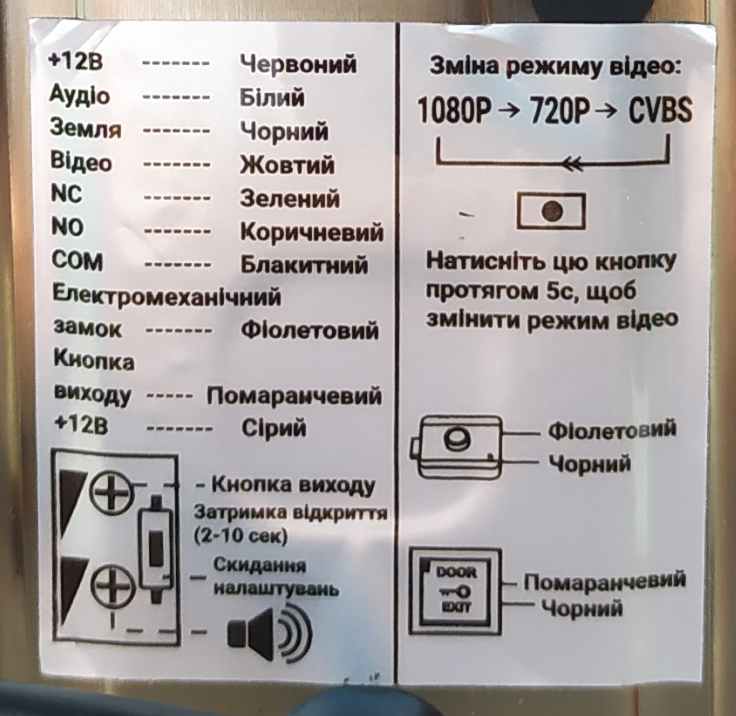 +12В ------- Червоний
Аудіо ------- Білий
Земля ------- Чорний
Відео ------- Жовтий
NC ------- Зелений
NO ------- Коричневий
COM ------- Блакитний
Електромеханічний
замок ------- Фіолетовий
Кнопка
виходу ----- Помаранчевий
+12В ------- Сірий
- Кнопка виходу
Затримка відкриття
(2-10 сек)
Скидання
налаштувань
Зміна режиму відео:
1080P → 720P → CVBS
Натисніть цю кнопку
протягом 5с, щоб
змінити режим відео
Фіолетовий
Чорний
DOOR
EXIT
Помаранчевий
Чорний